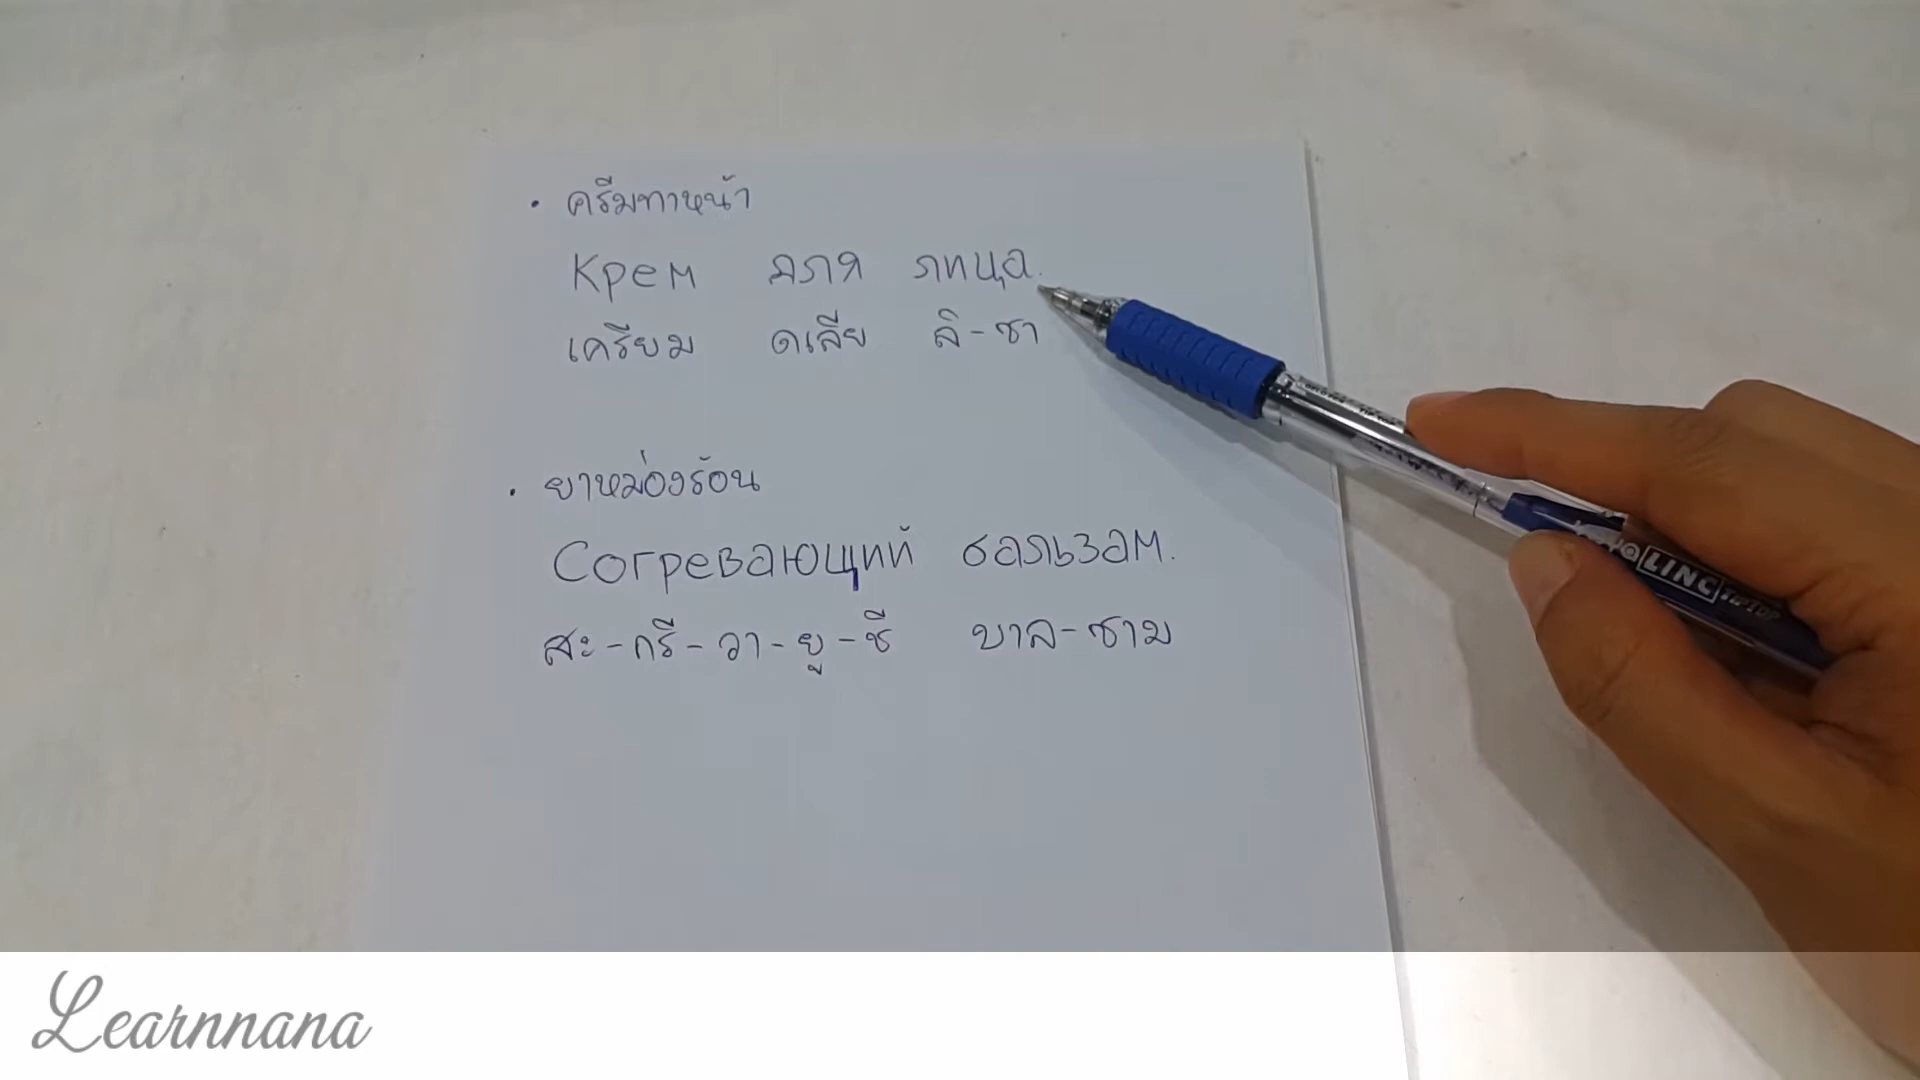 • ครีมทาหน้า
Крем для лица.
เครียม ดเลีย ลิ-ซา
• ยาหม่องร้อน
Согревающий бальзам.
สะ-กรี-วา-ยู-ชี บาล-ซาม
LINC
Learnnana